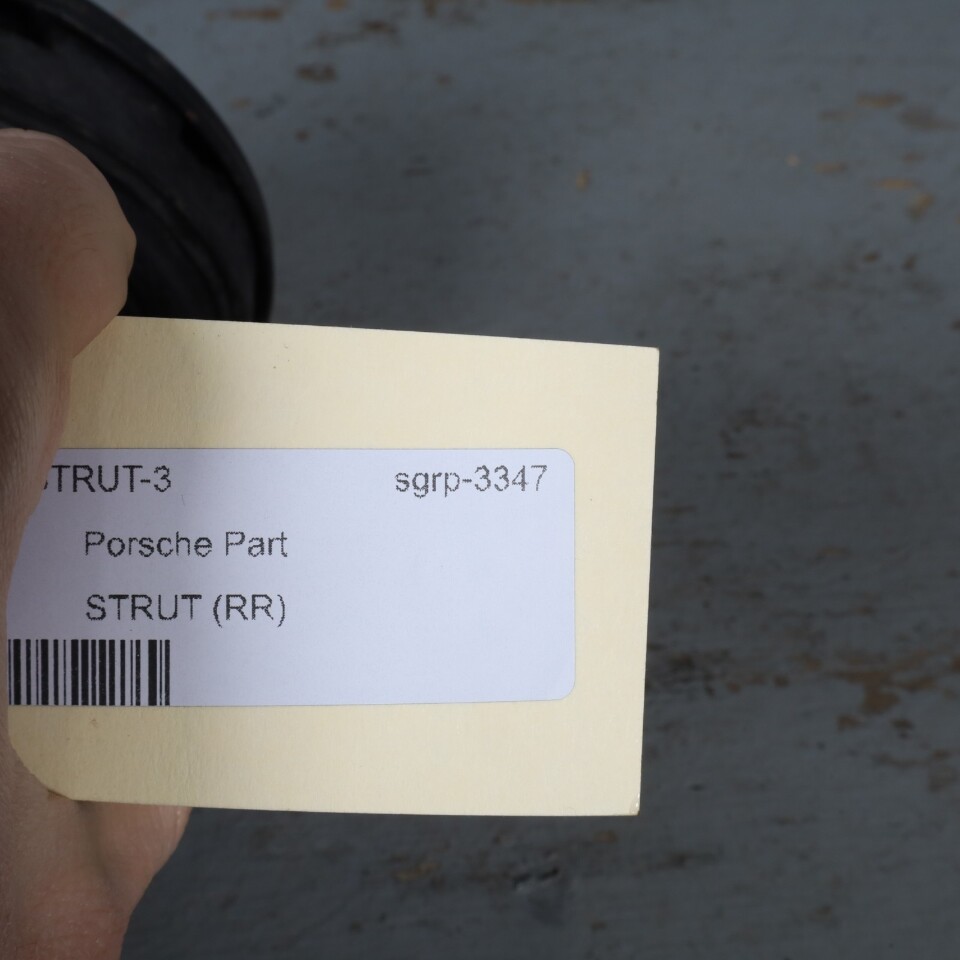 STRUT-3 sgrp-3347
Porsche Part
STRUT (RR)